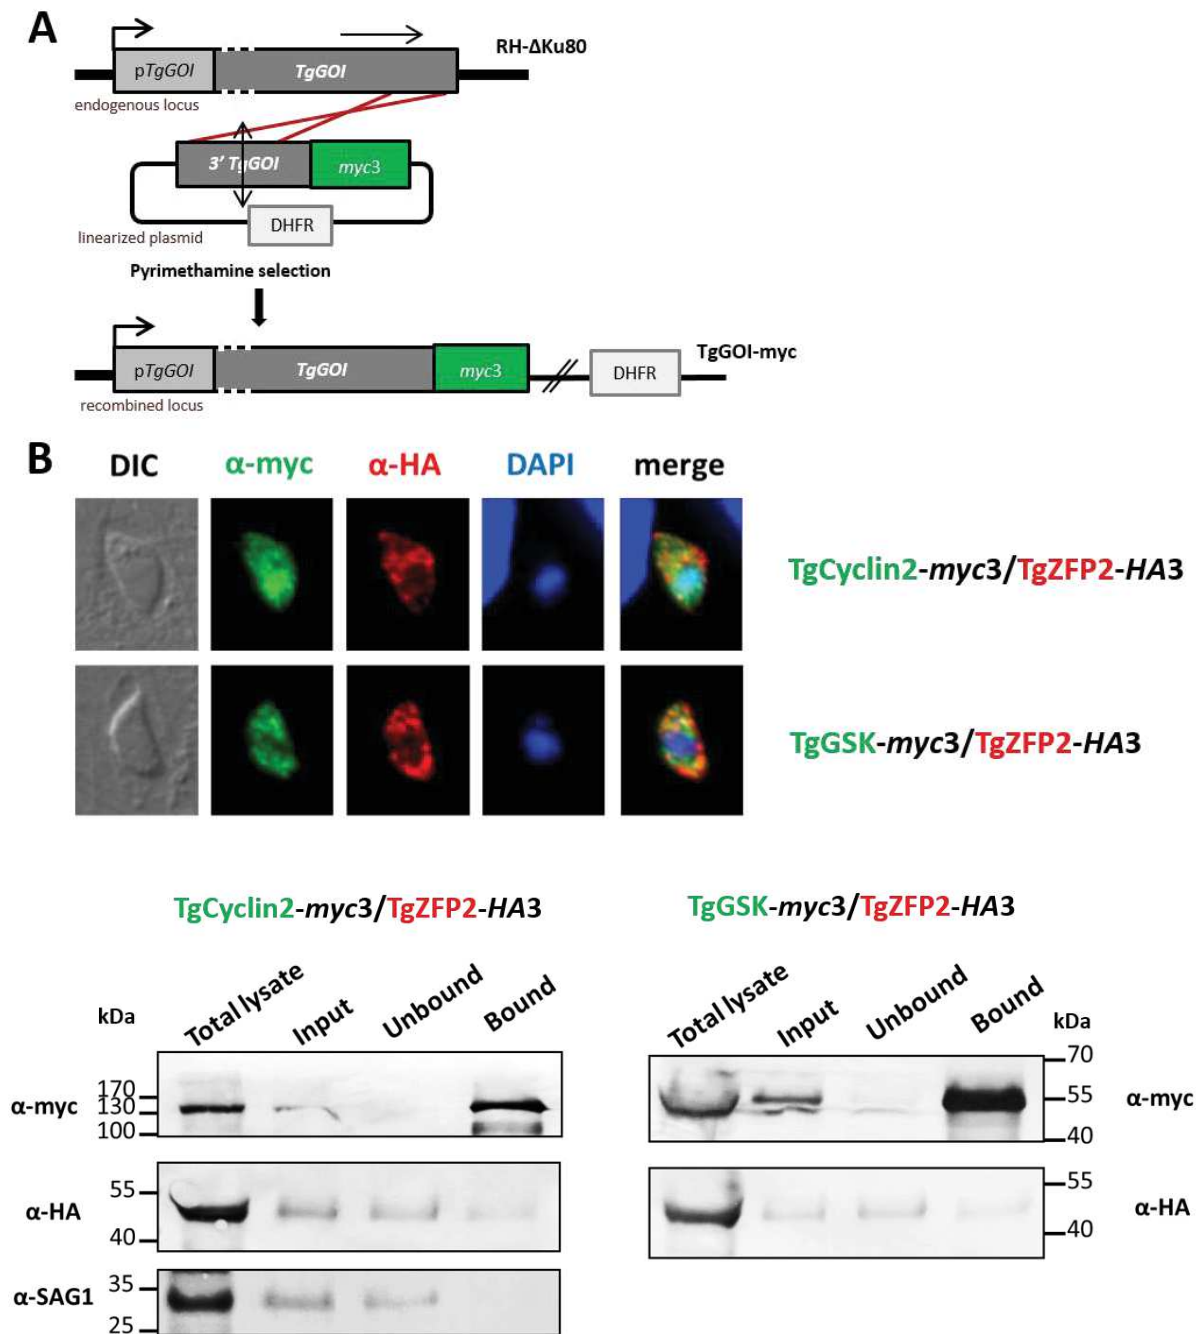 A
RH-ΔKu80
pTgGOI
TgGOI
endogenous locus
3' TgGOI
myc3
DHFR
linearized plasmid
Pyrimethamine selection
TgGOI-myc
pTgGOI
TgGOI
myc3
DHFR
recombined locus
B
DIC
α-myc
α-HA
DAPI
merge
TgCyclin2-myc3/TgZFP2-HA3
TgGSK-myc3/TgZFP2-HA3
TgCyclin2-myc3/TgZFP2-HA3
kDa
Total lysate
Input
Unbound
Bound
α-myc
170
130
100
α-HA
55
40
α-SAG1
35
25
TgGSK-myc3/TgZFP2-HA3
Total lysate
Input
Unbound
Bound
kDa
70
55
40
α-myc
55
40
α-HA